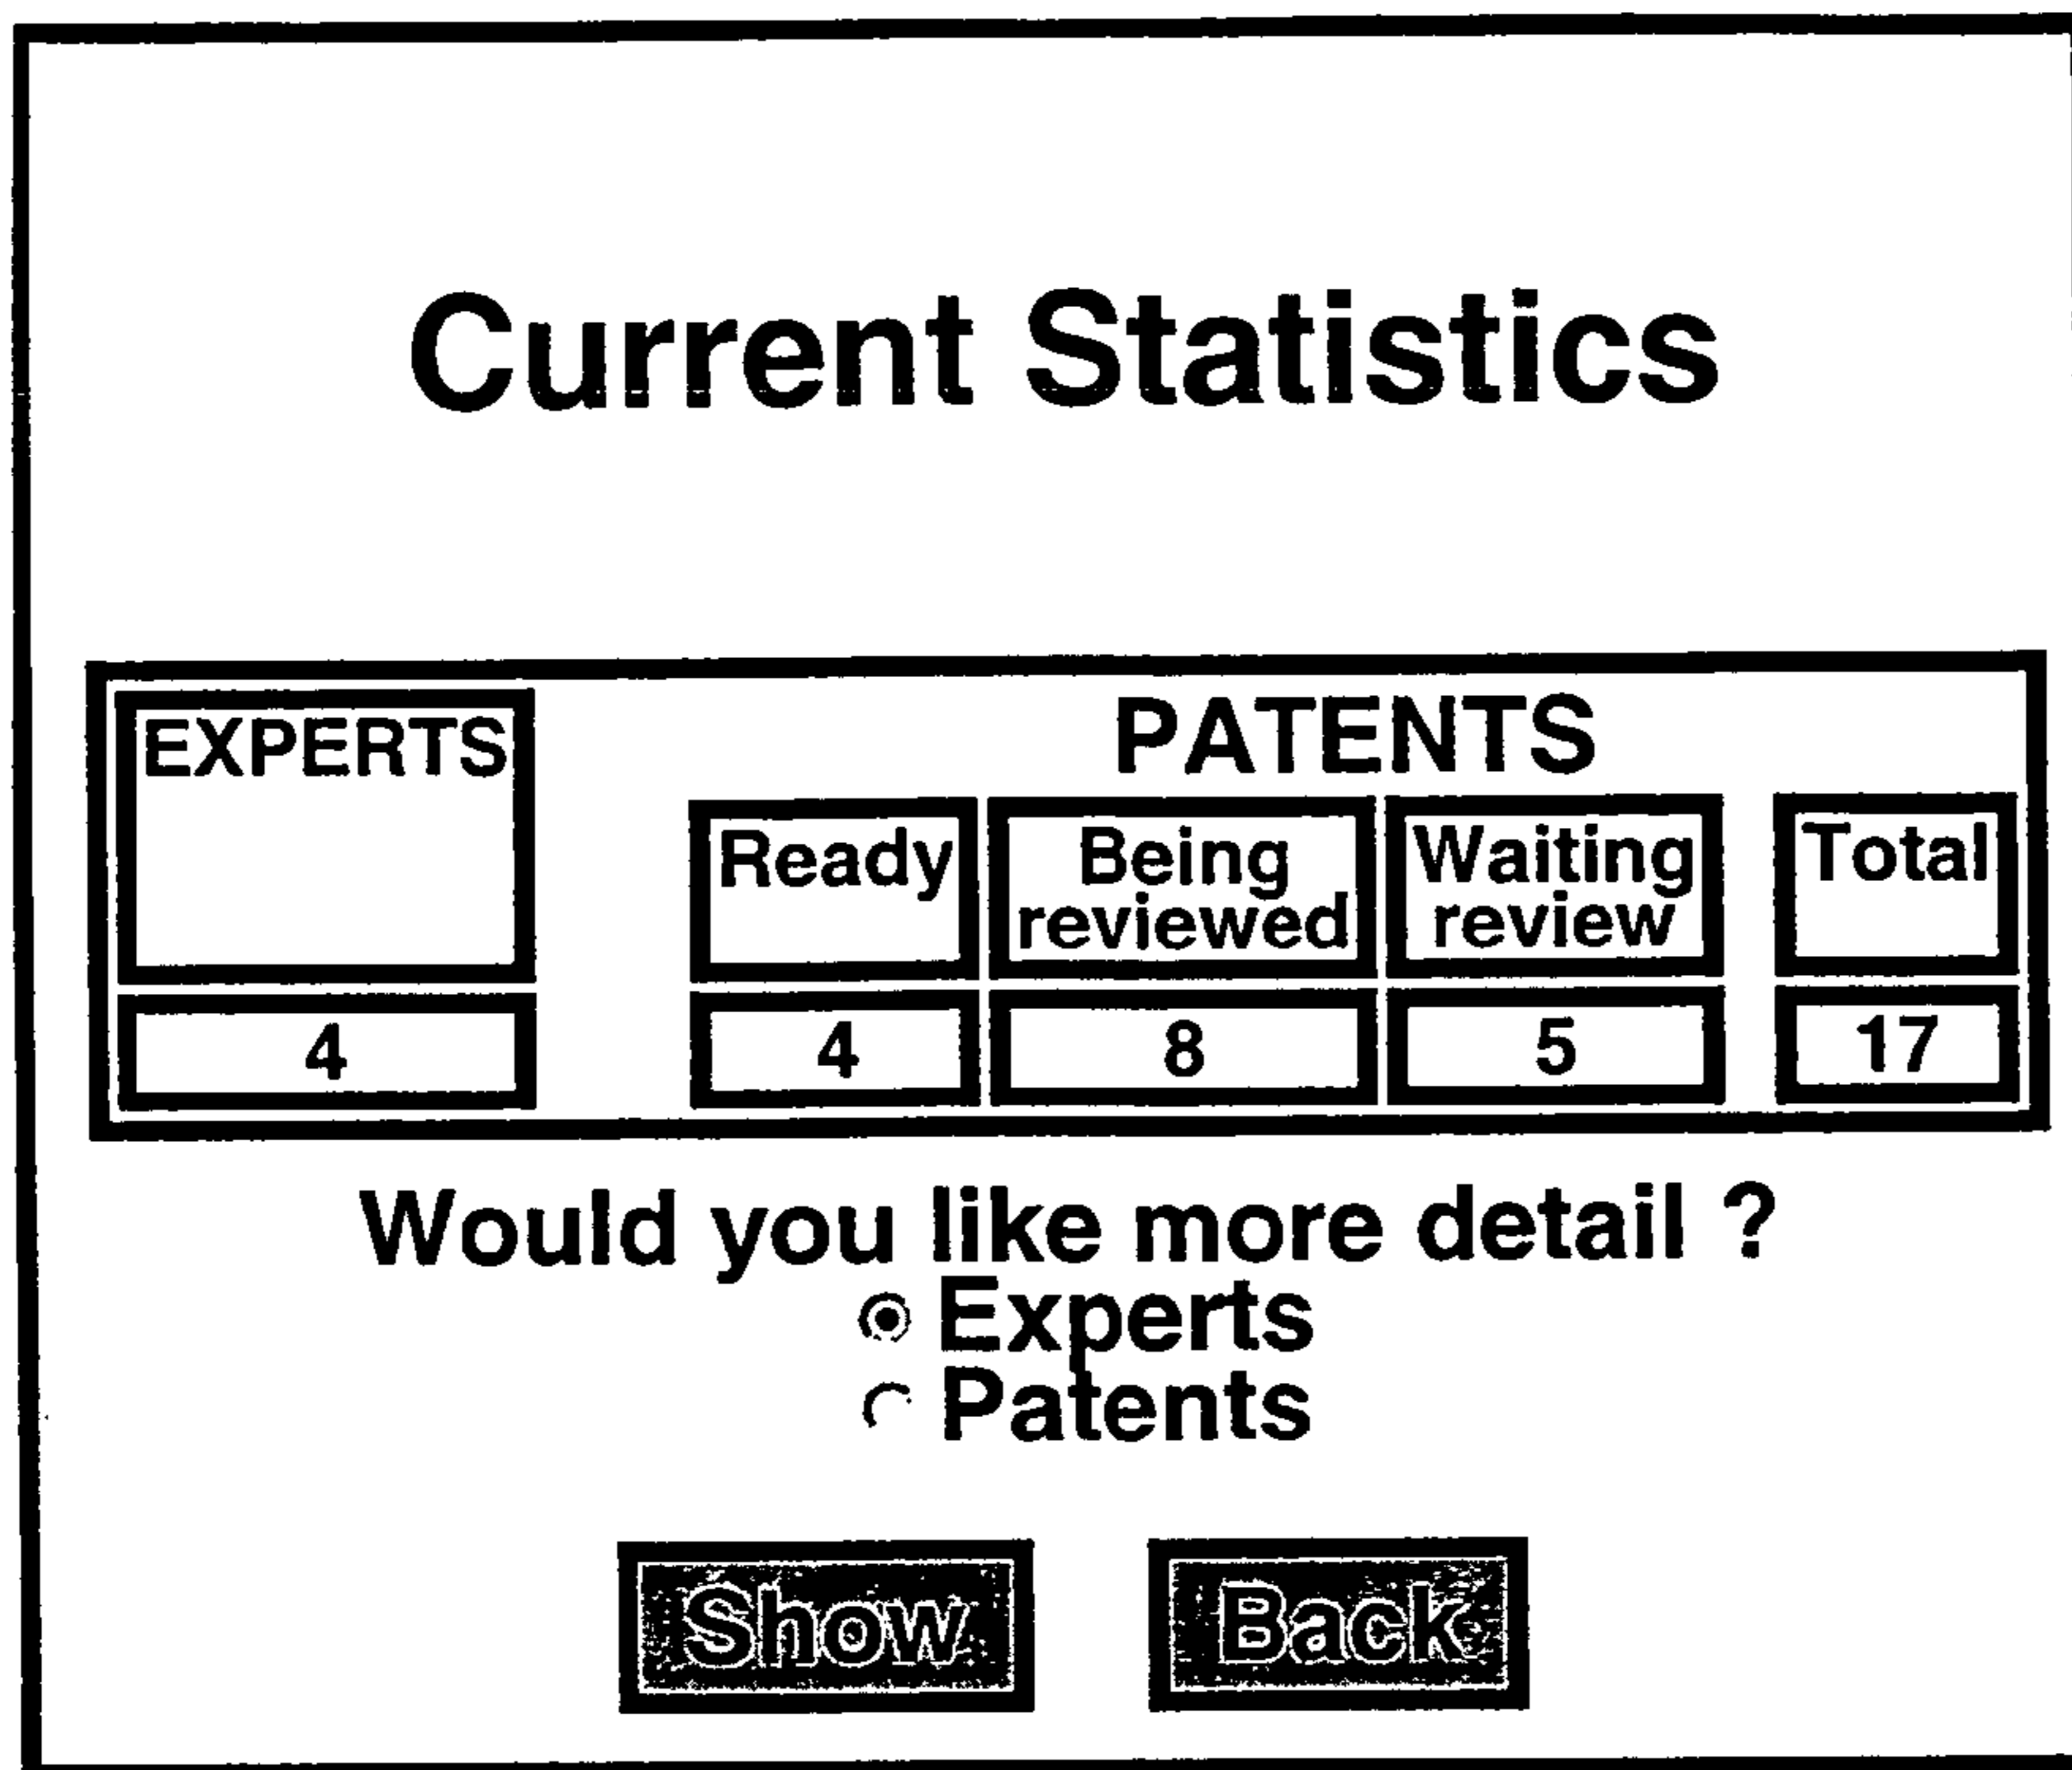 Current Statistics
EXPERTS
PATENTS
Ready
Being
reviewed
Waiting
review
Total
4
4
8
5
17
Would you like more detail ?
Experts
Patents
Show
Back